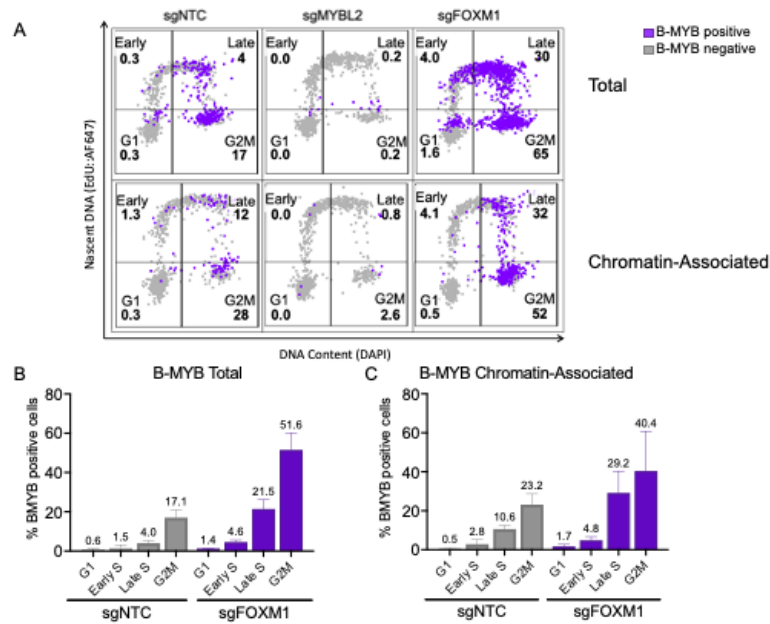 A
sgNTC
sgMYBL2
sgFOXM1
B-MYB positive
B-MYB negative
Nascent DNA (EdU::AF647)
Early
0.3
Late
4
G1
0.3
G2M
17
Early
0.0
Late
0.2
G1
0.0
G2M
0.2
Early
4.0
Late
30
G1
1.6
G2M
65
Total
Early
1.3
Late
12
G1
0.3
G2M
28
Early
0.0
Late
0.8
G1
0.0
G2M
2.6
Early
4.1
Late
32
G1
0.5
G2M
52
Chromatin-Associated
DNA Content (DAPI)
B
B-MYB Total
% BMYB positive cells
80
60
40
20
0
0.6
1.5
4.0
17.1
1.4
4.6
21.5
51.6
G1
Early S
Late S
G2M
G1
Early S
Late S
G2M
sgNTC
sgFOXM1
C
B-MYB Chromatin-Associated
% BMYB positive cells
80
60
40
20
0
0.5
2.8
10.6
23.2
1.7
4.8
29.2
40.4
G1
Early S
Late S
G2M
G1
Early S
Late S
G2M
sgNTC
sgFOXM1